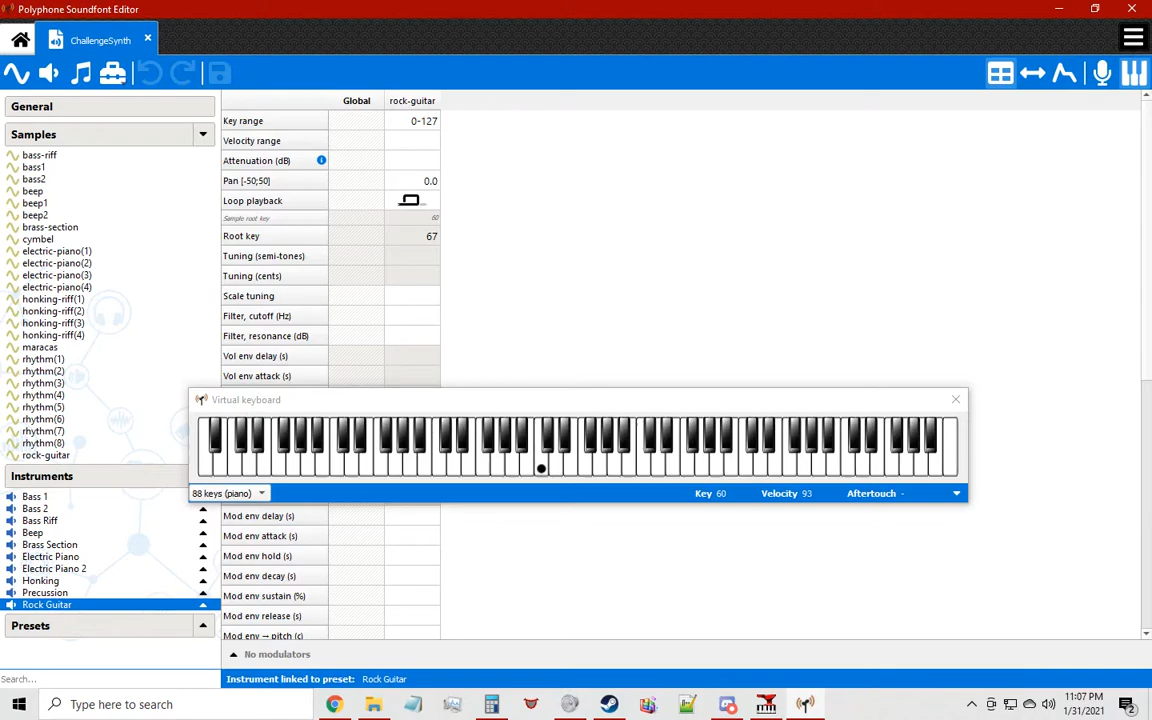 Polyphone Soundfont Editor
ChallengeSynth
General
Samples
bass-riff
bass1
bass2
beep
beep1
beep2
brass-section
cymbel
electric-piano(1)
electric-piano(2)
electric-piano(3)
electric-piano(4)
honking-riff(1)
honking-riff(2)
honking-riff(3)
honking-riff(4)
maracas
rhythm(1)
rhythm(2)
rhythm(3)
rhythm(4)
rhythm(5)
rhythm(6)
rhythm(7)
rhythm(8)
rock-guitar
Instruments
Bass 1
Bass 2
Bass Riff
Beep
Brass Section
Electric Piano
Electric Piano 2
Honking
Percussion
Rock Guitar
Presets
Search...
Global rock-guitar
Key range 0-127
Velocity range
Attenuation (dB)
Pan [-50;50] 0.0
Loop playback
Sample root key 60
Root key 67
Tuning (semi-tones)
Tuning (cents)
Scale tuning
Filter, cutoff (Hz)
Filter, resonance (dB)
Vol env delay (s)
Vol env attack (s)
Virtual keyboard
88 keys (piano) Key 60 Velocity 93 Aftertouch -
Mod env delay (s)
Mod env attack (s)
Mod env hold (s)
Mod env decay (s)
Mod env sustain (%)
Mod env release (s)
Mod env → pitch (c)
No modulators
Instrument linked to preset: Rock Guitar
Type here to search
11:07 PM
1/31/2021
2